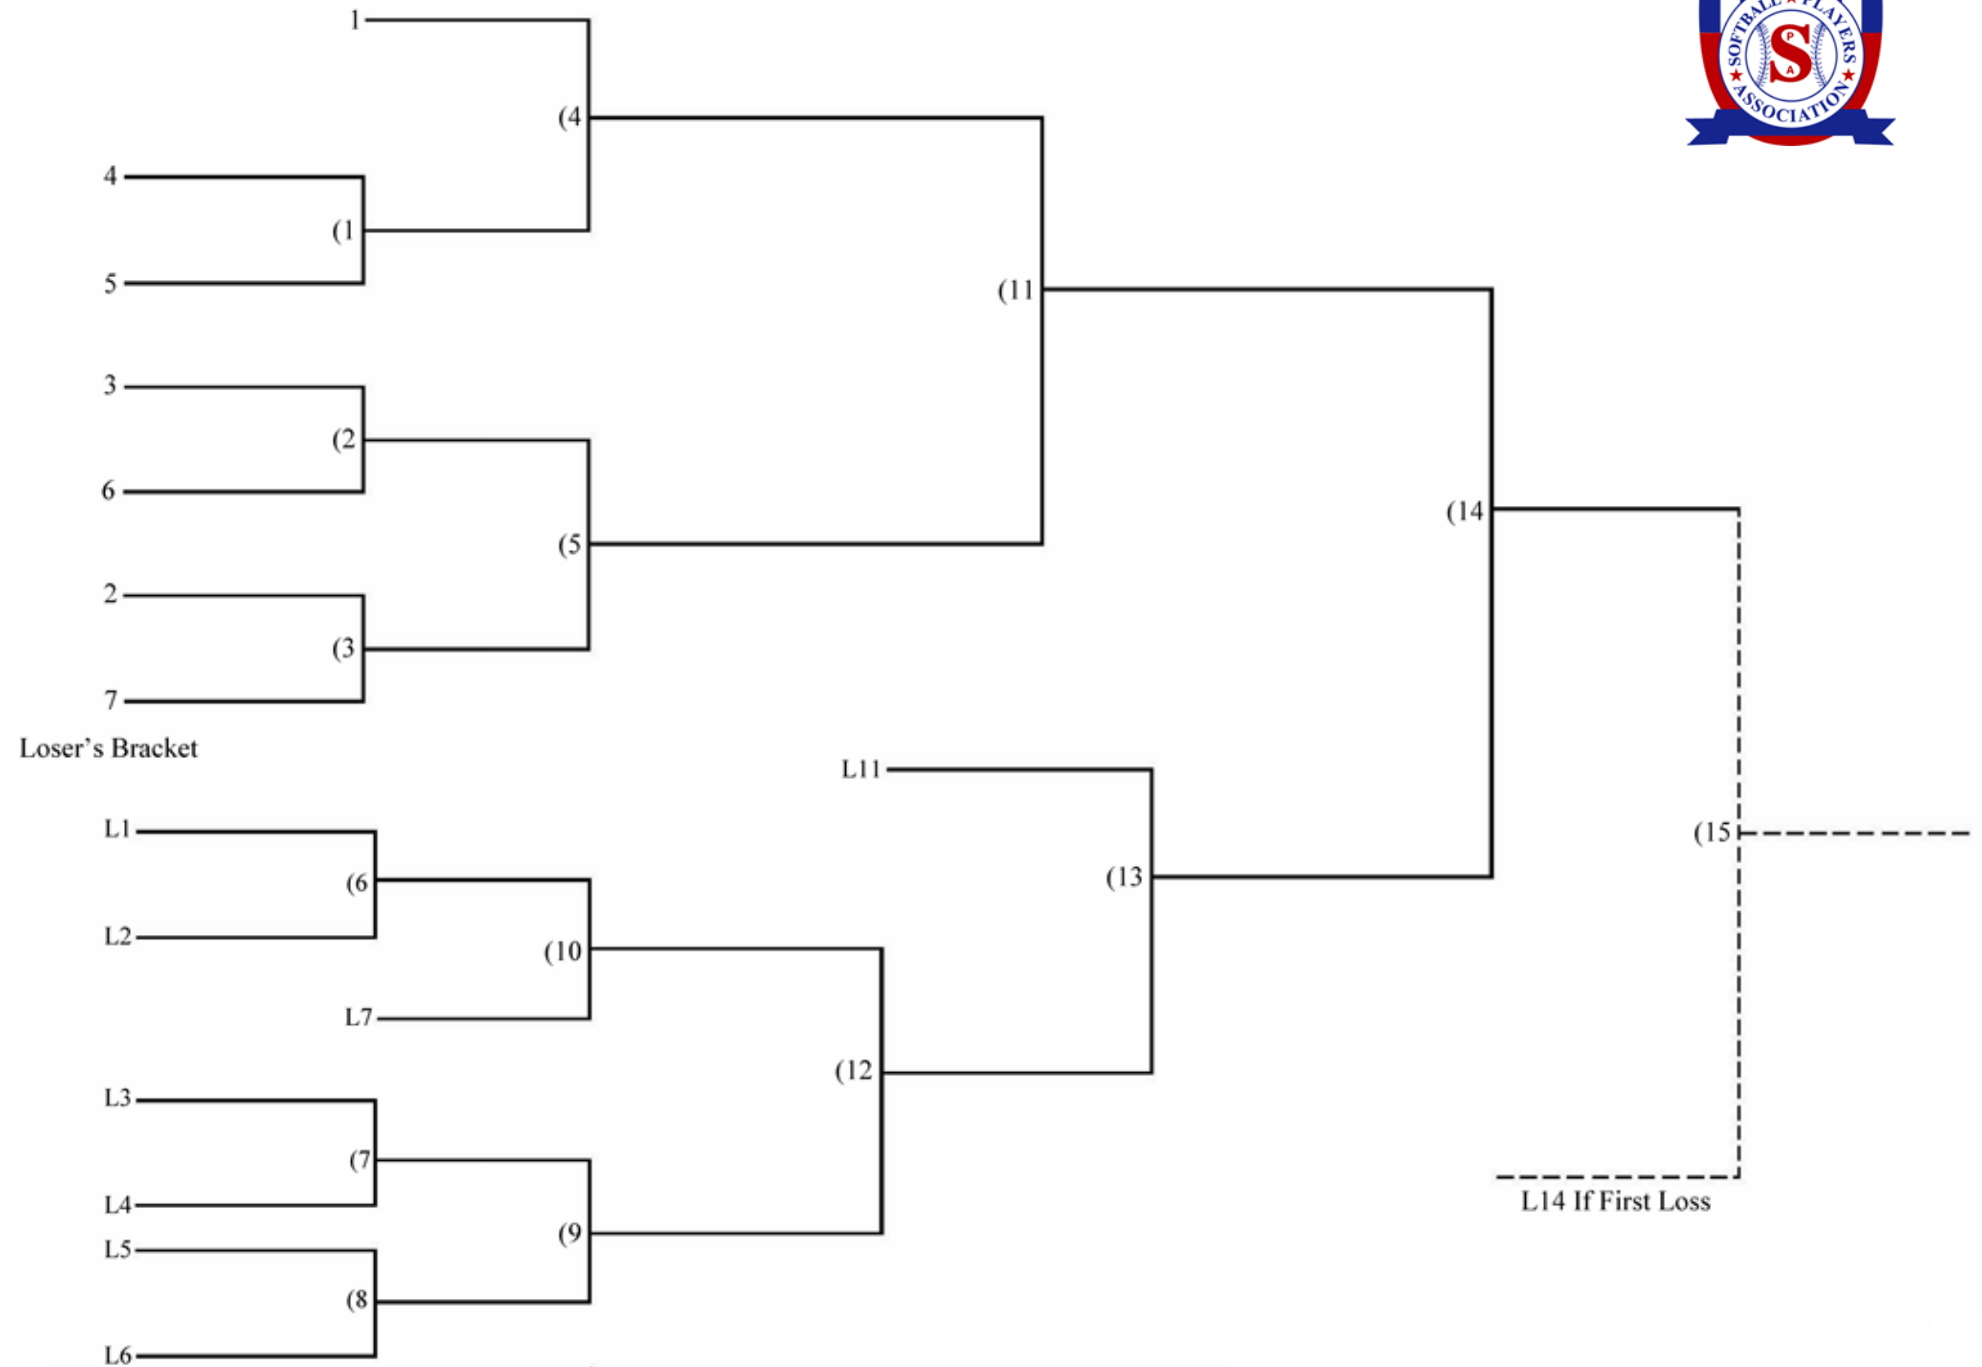 1
(4
4
(1
5
(11
3
(2
6
(14
(5
2
(3
7
Loser's Bracket
L11
L1
(15
(6
(13
L2
(10
L7
(12
L3
(7
L4
L14 If First Loss
(9
L5
(8
L6
SOFTBALL PLAYERS
ASSOCIATION
P
S
A